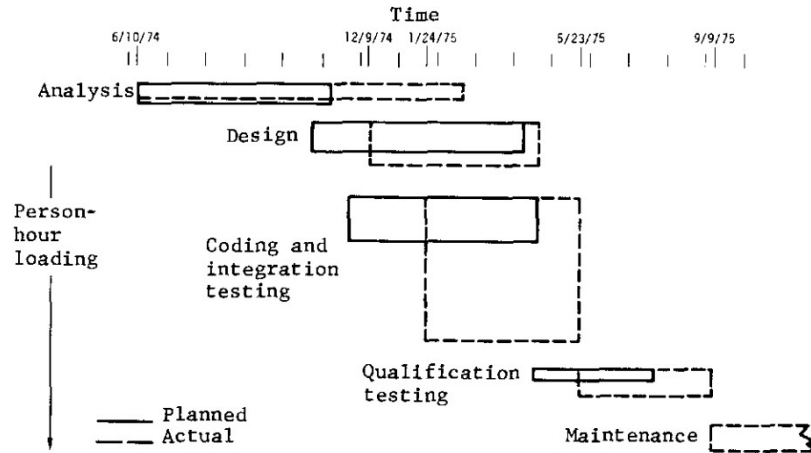 Time
6/10/74 12/9/74 1/24/75 5/23/75 9/9/75
Analysis
Design
Person-
hour
loading
Coding and
integration
testing
Qualification
testing
Planned
Actual
Maintenance